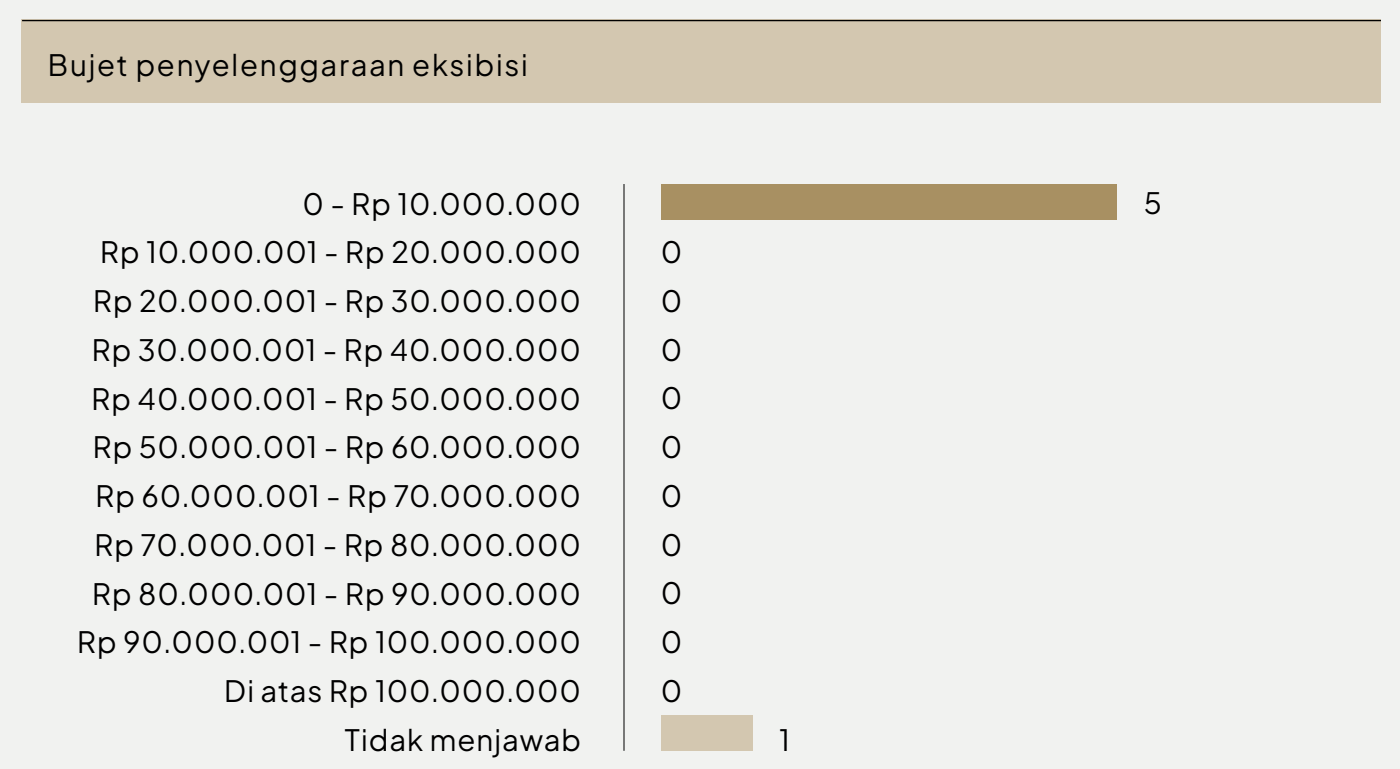 Bujet penyelenggaraan eksibisi
0 - Rp 10.000.000 5
Rp 10.000.001 - Rp 20.000.000 0
Rp 20.000.001 - Rp 30.000.000 0
Rp 30.000.001 - Rp 40.000.000 0
Rp 40.000.001 - Rp 50.000.000 0
Rp 50.000.001 - Rp 60.000.000 0
Rp 60.000.001 - Rp 70.000.000 0
Rp 70.000.001 - Rp 80.000.000 0
Rp 80.000.001 - Rp 90.000.000 0
Rp 90.000.001 - Rp 100.000.000 0
Di atas Rp 100.000.000 0
Tidak menjawab 1